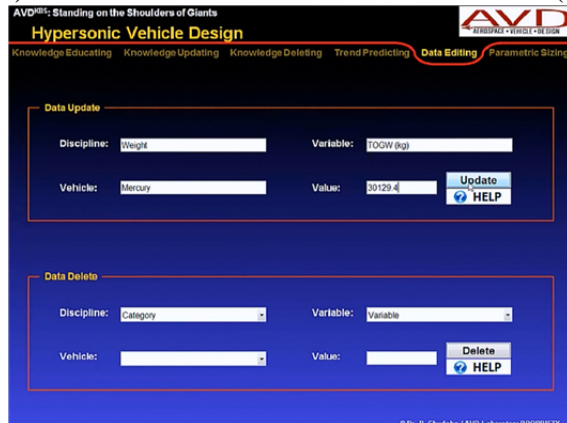 AVDKBS: Standing on the Shoulders of Giants
AVD
AEROSPACE • VEHICLE • DESIGN
Hypersonic Vehicle Design
Knowledge Educating Knowledge Updating Knowledge Deleting Trend Predicting Data Editing Parametric Sizing
Data Update
Discipline: Weight Variable: TOGW (kg)
Vehicle: Mercury Value: 30129.4 Update
HELP
Data Delete
Discipline: Category Variable: Variable
Vehicle: Value: Delete
HELP